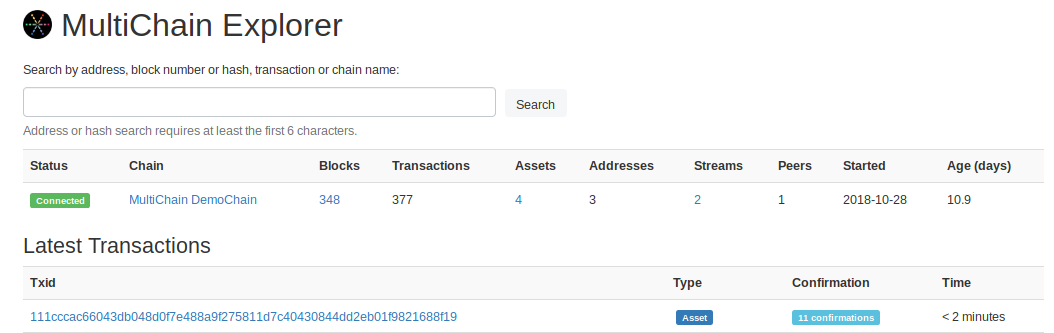 MultiChain Explorer
Search by address, block number or hash, transaction or chain name:
Search
Address or hash search requires at least the first 6 characters.
Status Chain Blocks Transactions Assets Addresses Streams Peers Started Age (days)
Connected MultiChain DemoChain 348 377 4 3 2 1 2018-10-28 10.9
Latest Transactions
Txid Type Confirmation Time
111cccac66043db048d0f7e488a9f275811d7c40430844dd2eb01f9821688f19 Asset 11 confirmations < 2 minutes